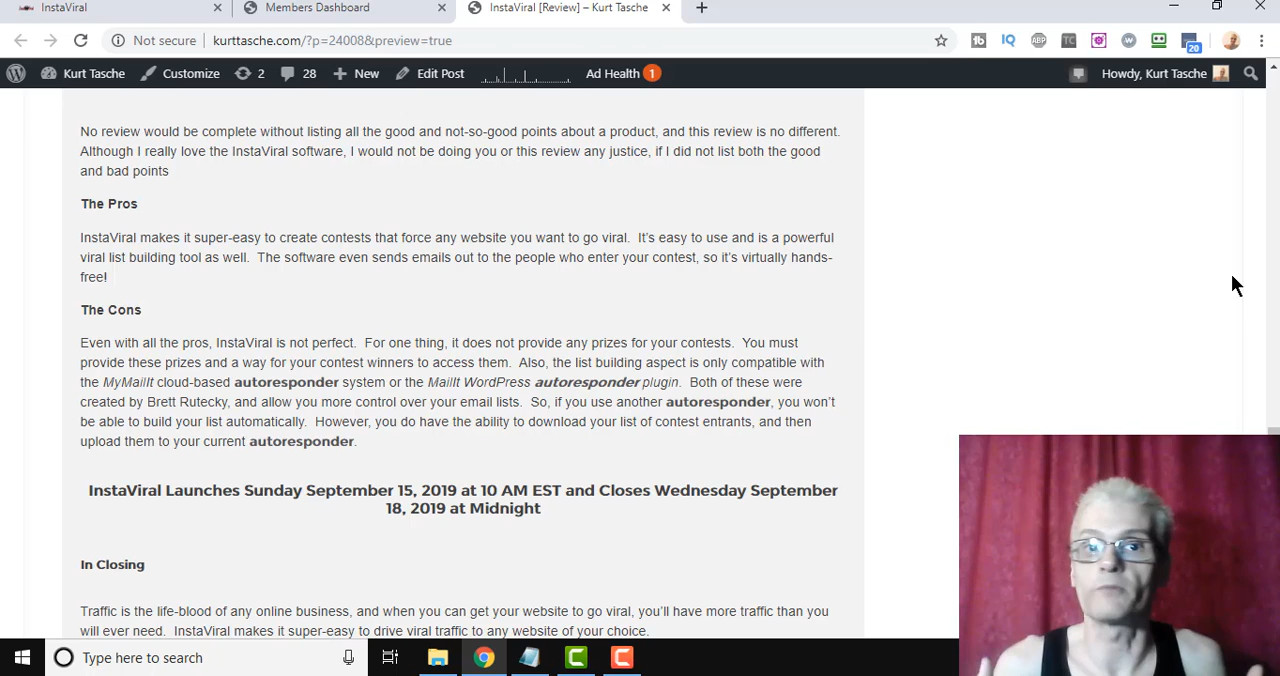 InstaViral
Members Dashboard
InstaViral [Review] – Kurt Tasche
Not secure
kurttasche.com/?p=24008&preview=true
ABP
TC
20
Kurt Tasche
Customize
2
28
New
Edit Post
Ad Health 1
Howdy, Kurt Tasche
No review would be complete without listing all the good and not-so-good points about a product, and this review is no different.
Although I really love the InstaViral software, I would not be doing you or this review any justice, if I did not list both the good
and bad points
The Pros
InstaViral makes it super-easy to create contests that force any website you want to go viral. It's easy to use and is a powerful
viral list building tool as well. The software even sends emails out to the people who enter your contest, so it's virtually hands-
free!
The Cons
Even with all the pros, InstaViral is not perfect. For one thing, it does not provide any prizes for your contests. You must
provide these prizes and a way for your contest winners to access them. Also, the list building aspect is only compatible with
the MyMailIt cloud-based autoresponder system or the MailIt WordPress autoresponder plugin. Both of these were
created by Brett Rutecky, and allow you more control over your email lists. So, if you use another autoresponder, you won't
be able to build your list automatically. However, you do have the ability to download your list of contest entrants, and then
upload them to your current autoresponder.
InstaViral Launches Sunday September 15, 2019 at 10 AM EST and Closes Wednesday September
18, 2019 at Midnight
In Closing
Traffic is the life-blood of any online business, and when you can get your website to go viral, you'll have more traffic than you
will ever need. InstaViral makes it super-easy to drive viral traffic to any website of your choice.
Type here to search